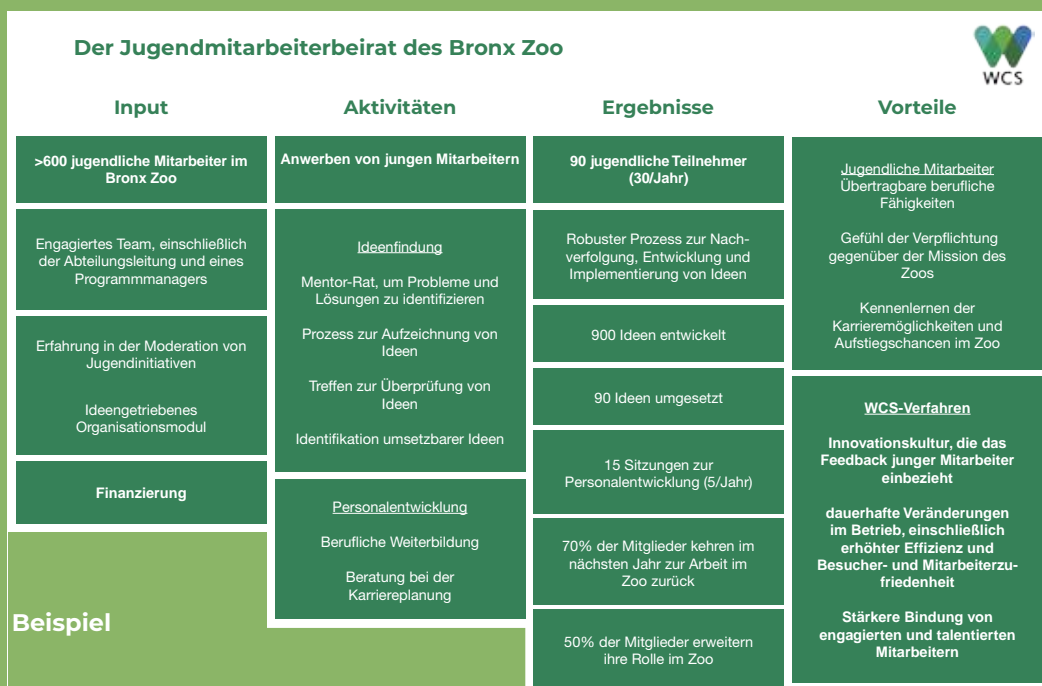 Der Jugendmitarbeiterbeirat des Bronx Zoo
WCS
Input
>600 jugendliche Mitarbeiter im
Bronx Zoo
Engagiertes Team, einschließlich
der Abteilungsleitung und eines
Programmmanagers
Erfahrung in der Moderation von
Jugendinitiativen
Ideengetriebenes
Organisationsmodul
Finanzierung
Beispiel
Aktivitäten
Anwerben von jungen Mitarbeitern
Ideenfindung
Mentor-Rat, um Probleme und
Lösungen zu identifizieren
Prozess zur Aufzeichnung von
Ideen
Treffen zur Überprüfung von
Ideen
Identifikation umsetzbarer Ideen
Personalentwicklung
Berufliche Weiterbildung
Beratung bei der
Karriereplanung
Ergebnisse
90 jugendliche Teilnehmer
(30/Jahr)
Robuster Prozess zur Nach-
verfolgung, Entwicklung und
Implementierung von Ideen
900 Ideen entwickelt
90 Ideen umgesetzt
15 Sitzungen zur
Personalentwicklung (5/Jahr)
70% der Mitglieder kehren im
nächsten Jahr zur Arbeit im
Zoo zurück
50% der Mitglieder erweitern
ihre Rolle im Zoo
Vorteile
Jugendliche Mitarbeiter
Übertragbare berufliche
Fähigkeiten
Gefühl der Verpflichtung
gegenüber der Mission des
Zoos
Kennenlernen der
Karrieremöglichkeiten und
Aufstiegschancen im Zoo
WCS-Verfahren
Innovationskultur, die das
Feedback junger Mitarbeiter
einbezieht
dauerhafte Veränderungen
im Betrieb, einschließlich
erhöhter Effizienz und
Besucher- und Mitarbeiterzu-
friedenheit
Stärkere Bindung von
engagierten und talentierten
Mitarbeitern